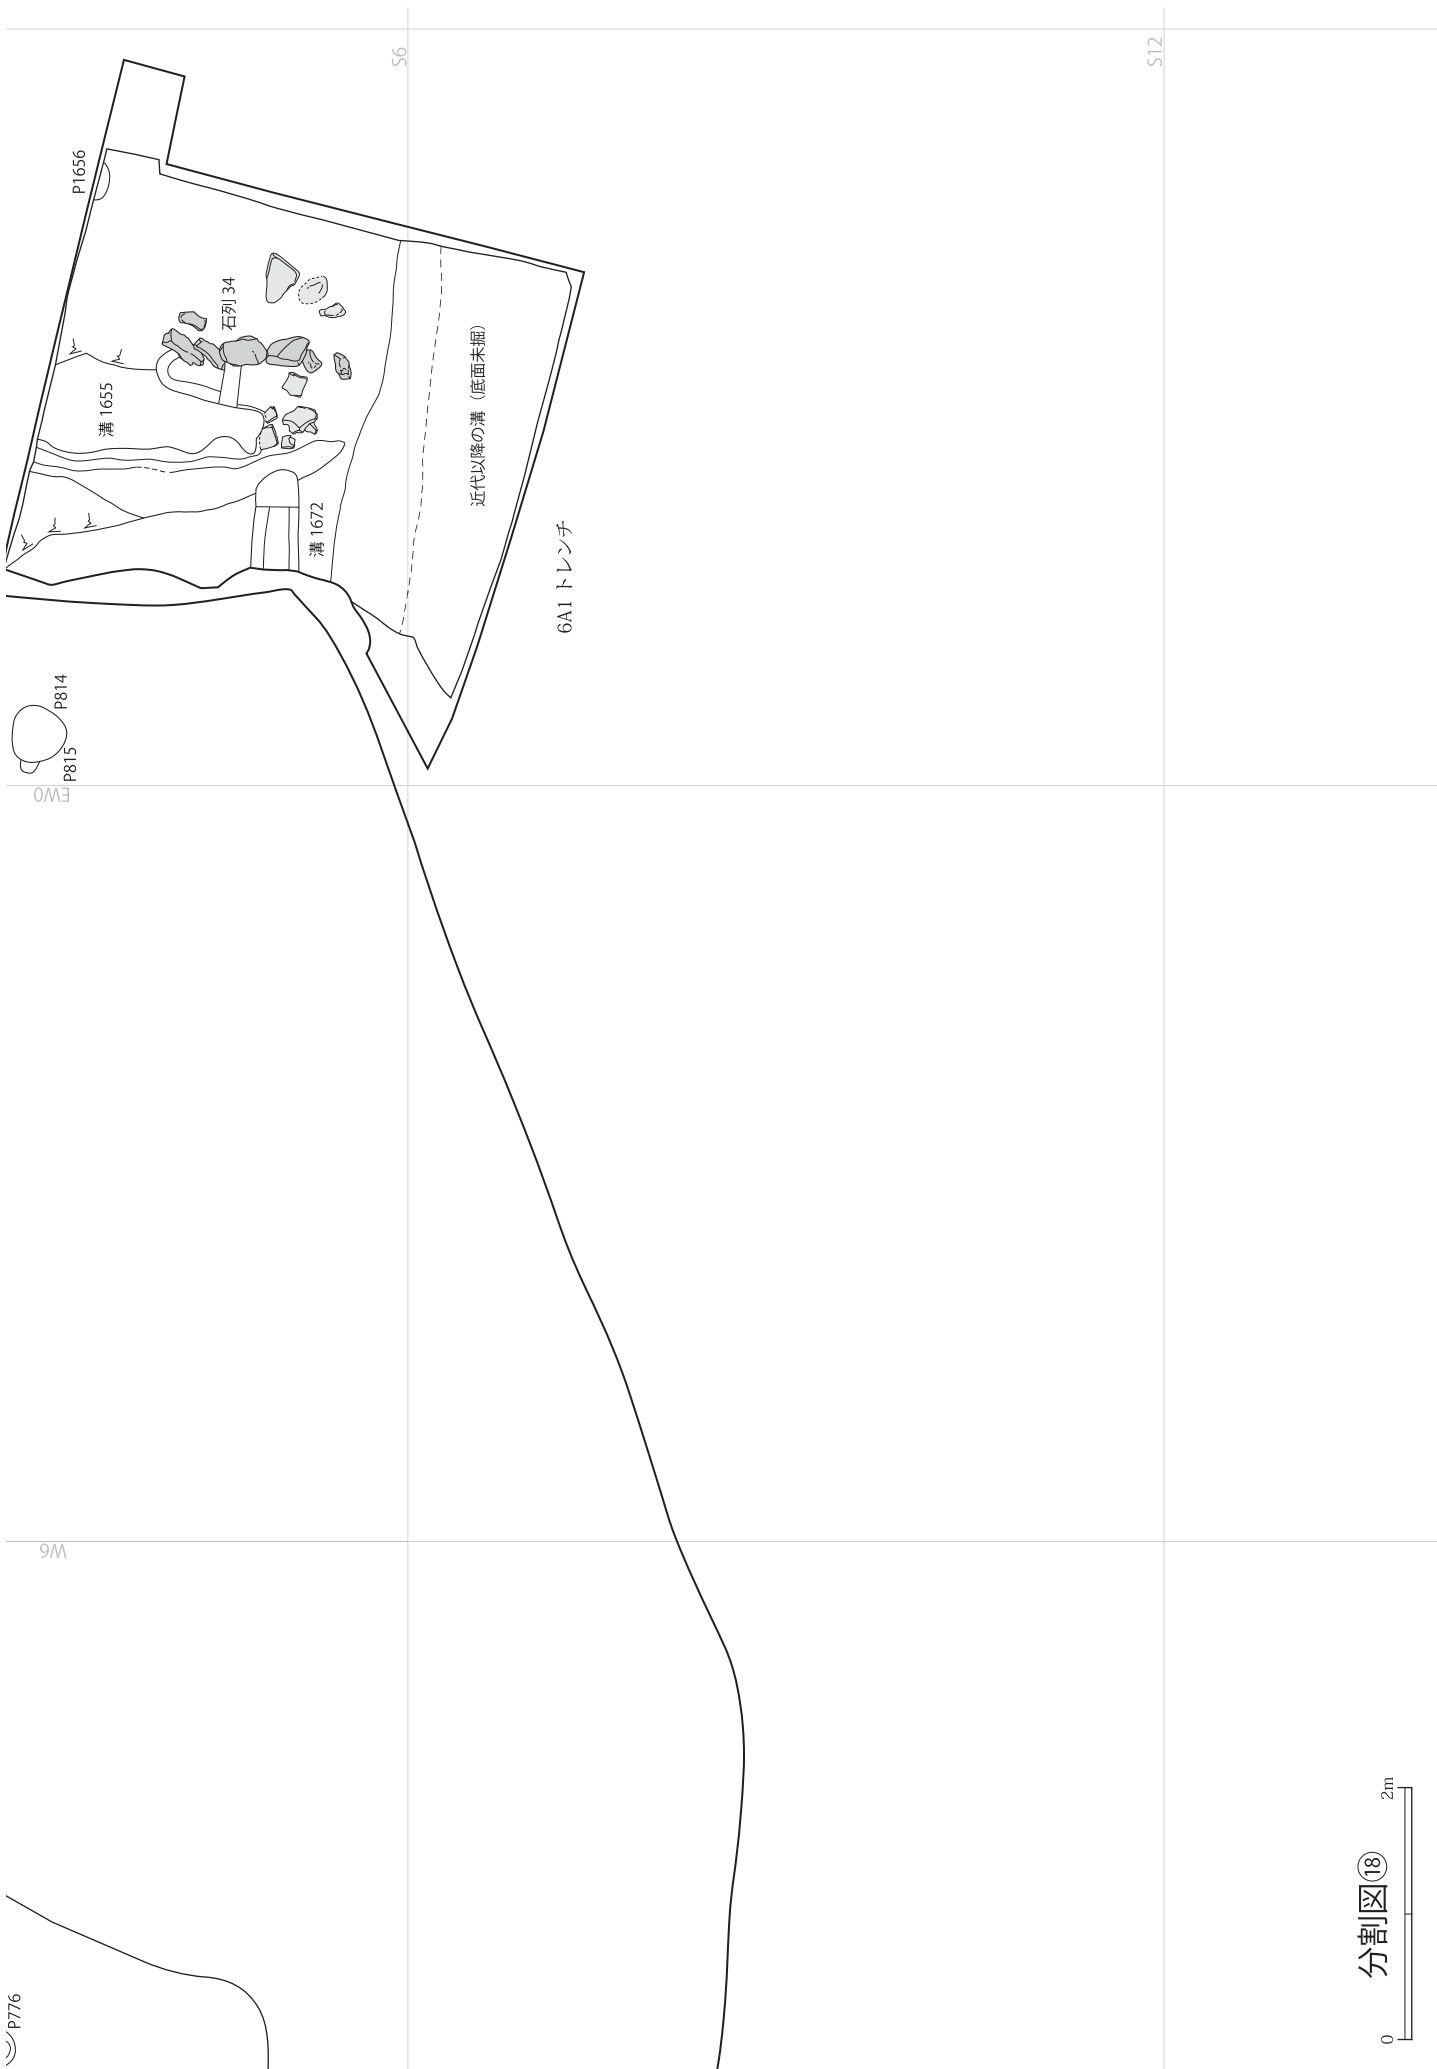 S6
S12
P1656
石列 34
溝 1655
近代以降の溝（底面未掘）
溝 1672
6A1 トレンチ
P814
P815
EW0
W6
P776
分割図⑱
0
2m